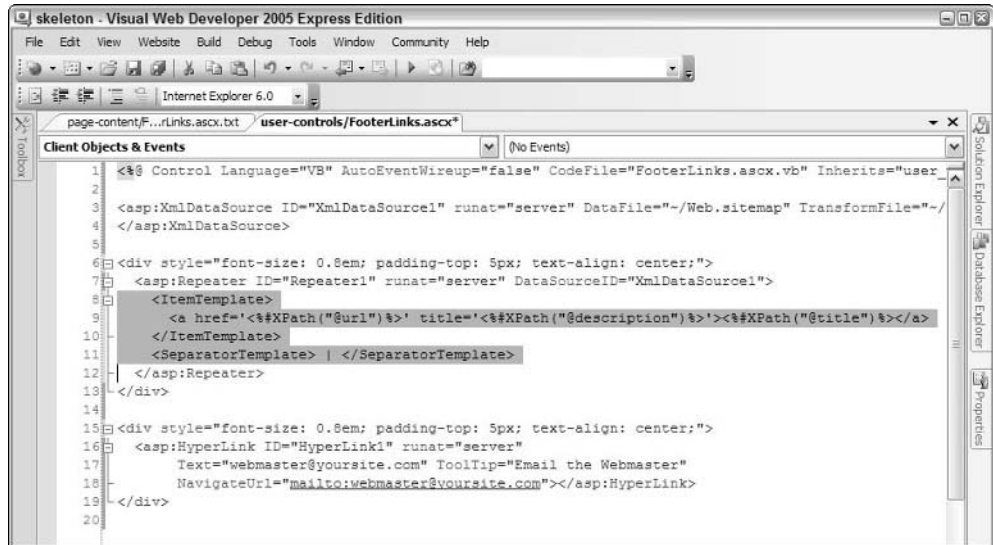 skeleton - Visual Web Developer 2005 Express Edition
File Edit View Website Build Debug Tools Window Community Help
Internet Explorer 6.0
Toolbox
page-content/F...rLinks.ascx.txt user-controls/FooterLinks.ascx*
Client Objects & Events (No Events)
1 <%@ Control Language="VB" AutoEventWireup="false" CodeFile="FooterLinks.ascx.vb" Inherits="user_
2
3 <asp:XmlDataSource ID="XmlDataSource1" runat="server" DataFile="~/Web.sitemap" TransformFile="~/
4 </asp:XmlDataSource>
5
6 <div style="font-size: 0.8em; padding-top: 5px; text-align: center;">
7 <asp:Repeater ID="Repeater1" runat="server" DataSourceID="XmlDataSource1">
8 <ItemTemplate>
9 <a href='<%#XPath("@url")%>' title='<%#XPath("@description")%>'><%#XPath("@title")%></a>
10 </ItemTemplate>
11 <SeparatorTemplate> | </SeparatorTemplate>
12 </asp:Repeater>
13 </div>
14
15 <div style="font-size: 0.8em; padding-top: 5px; text-align: center;">
16 <asp:HyperLink ID="HyperLink1" runat="server"
17 Text="webmaster@yoursite.com" ToolTip="Email the Webmaster"
18 NavigateUrl="mailto:webmaster@yoursite.com"></asp:HyperLink>
19 </div>
20
Solution Explorer
Database Explorer
Properties